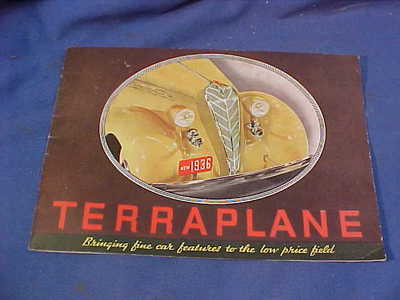 NEW 1936
TERRAPLANE
Bringing fine car features to the low price field